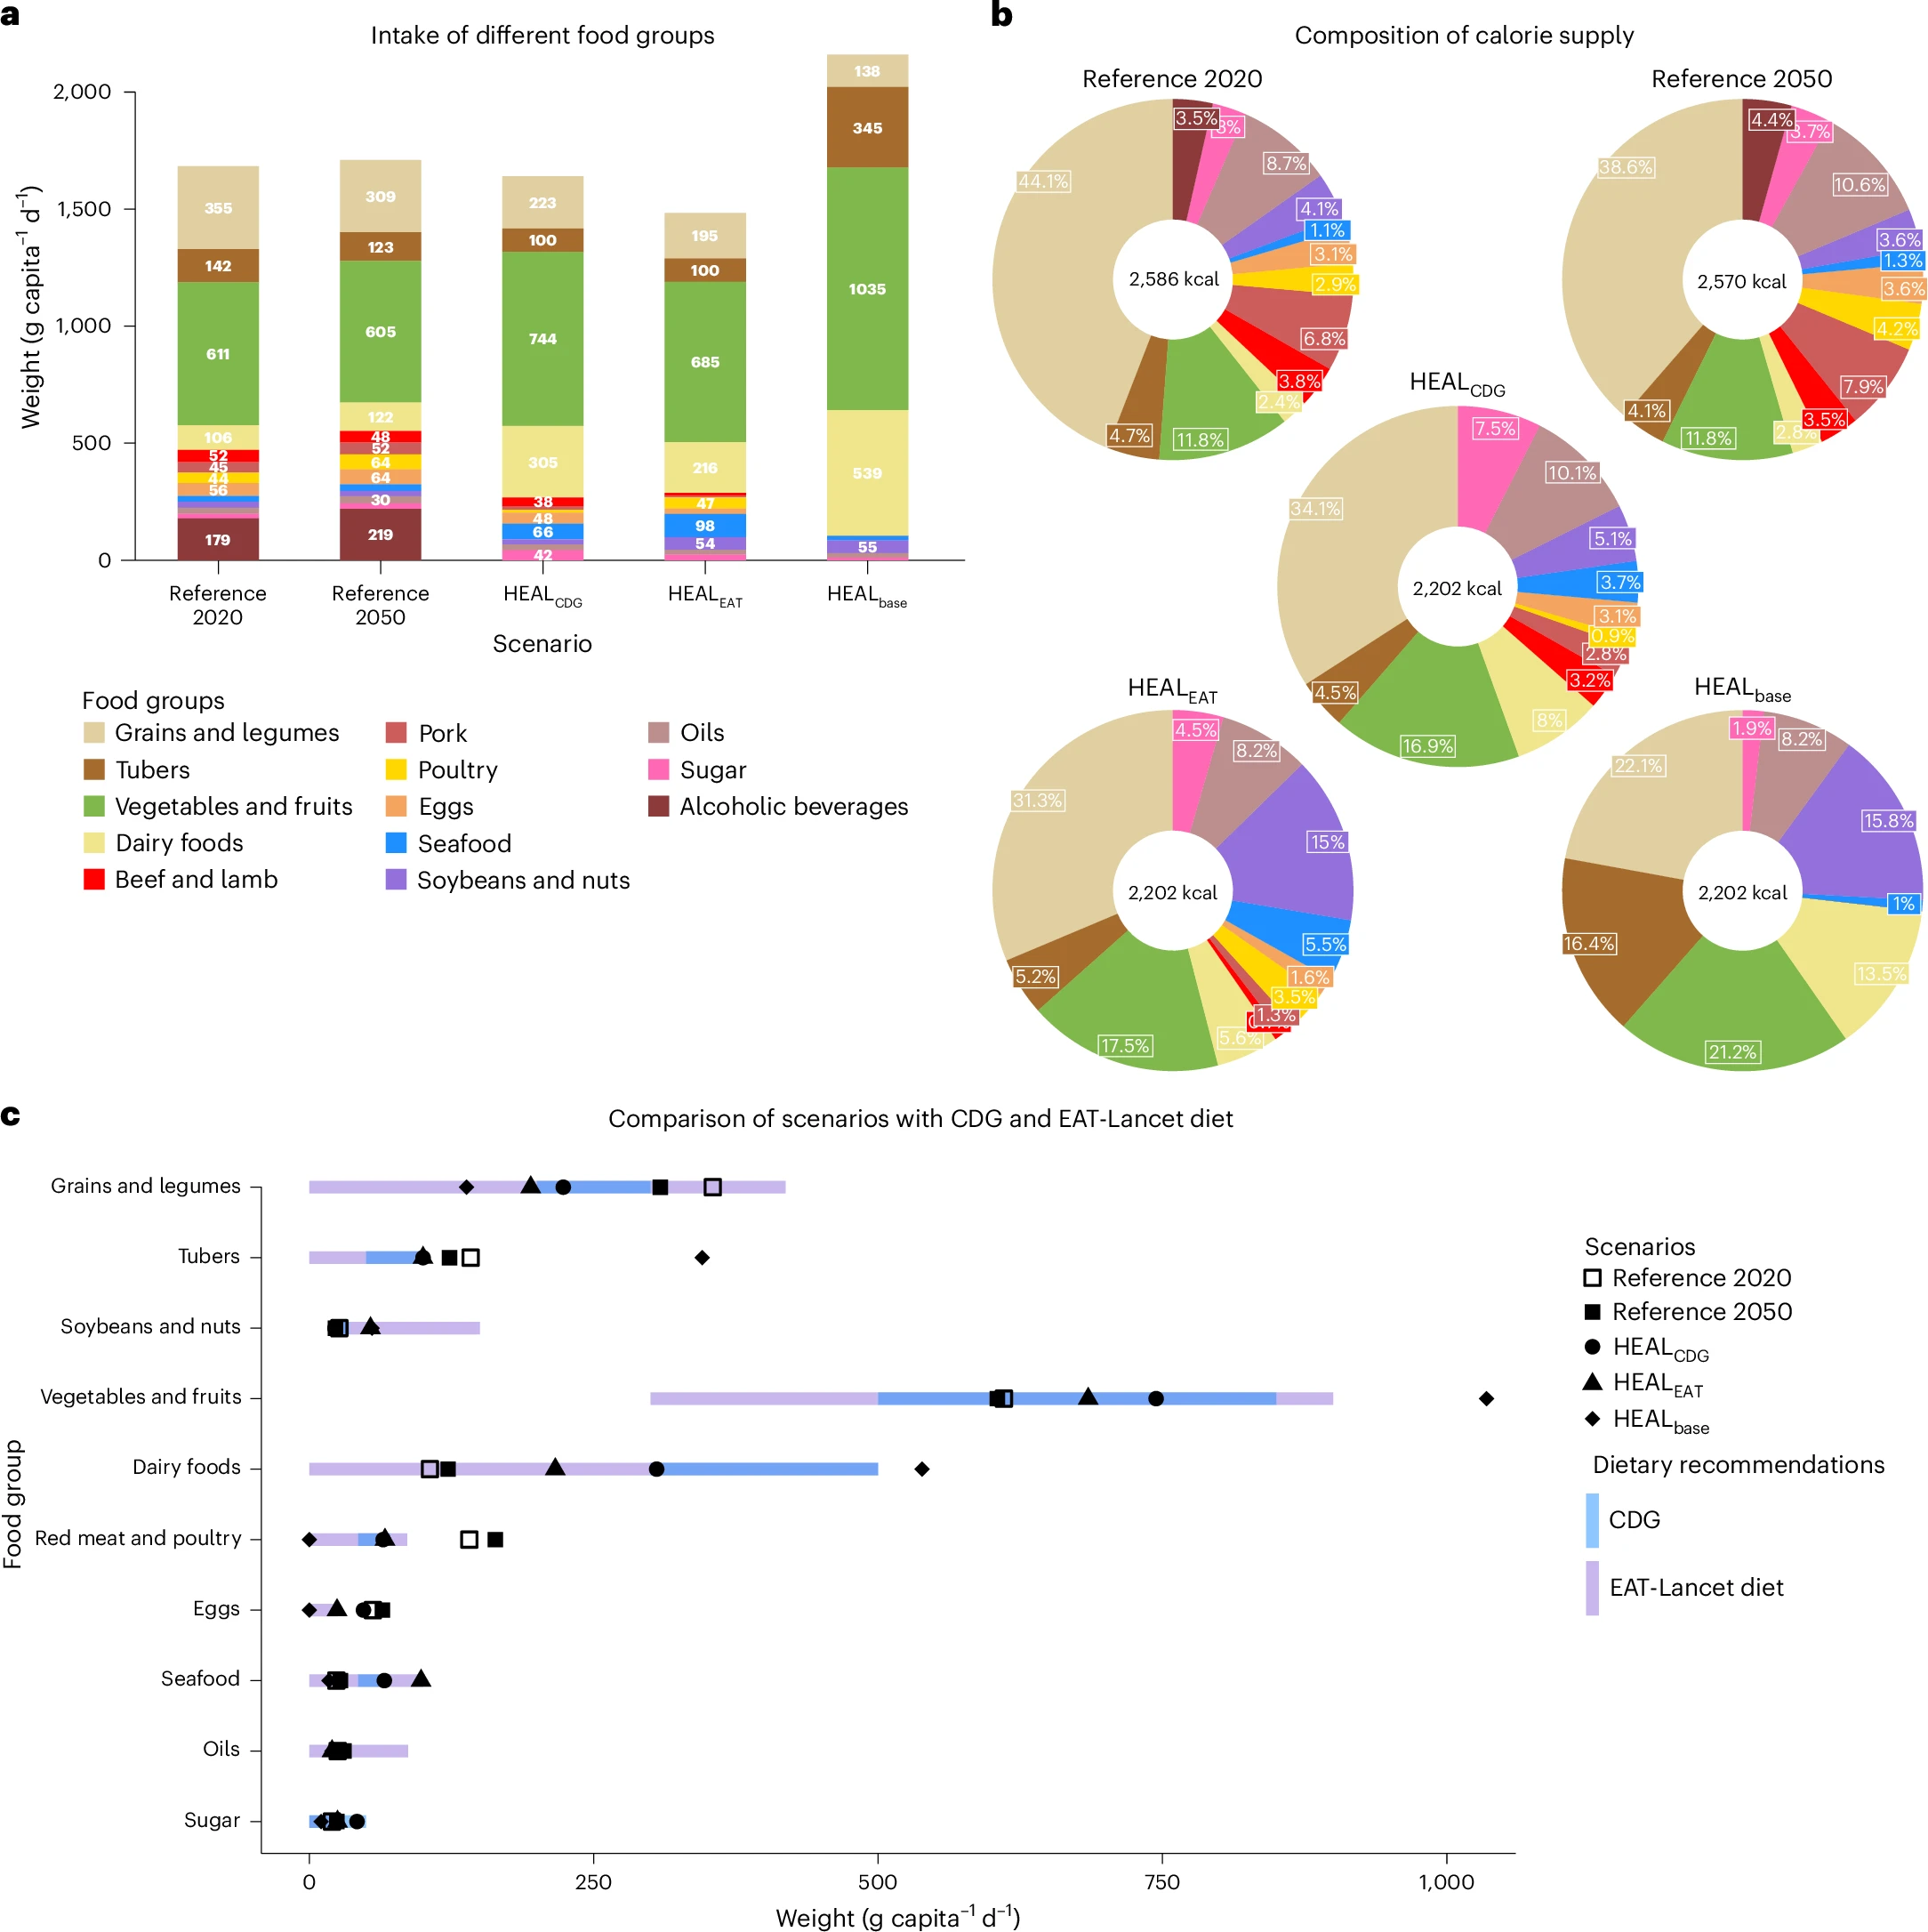 a
Intake of different food groups
Weight (g capita⁻¹ d⁻¹)
2,000
1,500
1,000
500
0
355
142
611
106
52
45
44
56
179
309
123
605
122
48
52
64
64
30
219
223
100
744
305
38
48
66
42
195
100
685
216
47
98
54
138
345
1035
539
55
Reference 2020
Reference 2050
HEAL_CDG
HEAL_EAT
HEAL_base
Scenario
Food groups
Grains and legumes
Tubers
Vegetables and fruits
Dairy foods
Beef and lamb
Pork
Poultry
Eggs
Seafood
Soybeans and nuts
Oils
Sugar
Alcoholic beverages
b
Composition of calorie supply
Reference 2020
3.5%
3%
8.7%
4.1%
1.1%
3.1%
2.9%
6.8%
3.8%
2.4%
11.8%
4.7%
44.1%
2,586 kcal
Reference 2050
4.4%
3.7%
10.6%
3.6%
1.3%
3.6%
4.2%
7.9%
3.5%
2.8%
11.8%
4.1%
38.6%
2,570 kcal
HEAL_CDG
7.5%
10.1%
5.1%
3.7%
3.1%
0.9%
2.8%
3.2%
8%
16.9%
4.5%
34.1%
2,202 kcal
HEAL_EAT
4.5%
8.2%
15%
5.5%
1.6%
3.5%
1.3%
5.6%
17.5%
5.2%
31.3%
2,202 kcal
HEAL_base
1.9%
8.2%
15.8%
1%
13.5%
21.2%
16.4%
22.1%
2,202 kcal
c
Comparison of scenarios with CDG and EAT-Lancet diet
Food group
Grains and legumes
Tubers
Soybeans and nuts
Vegetables and fruits
Dairy foods
Red meat and poultry
Eggs
Seafood
Oils
Sugar
0
250
500
750
1,000
Weight (g capita⁻¹ d⁻¹)
Scenarios
Reference 2020
Reference 2050
HEAL_CDG
HEAL_EAT
HEAL_base
Dietary recommendations
CDG
EAT-Lancet diet